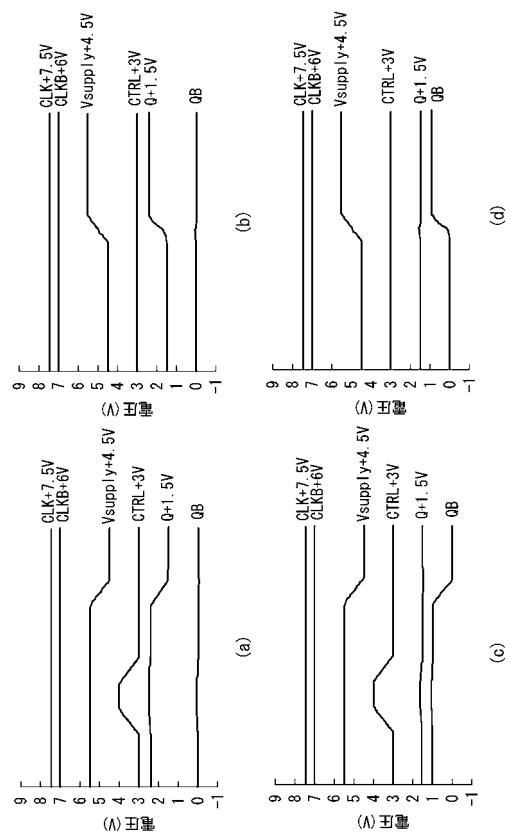 9
8
7
6
5
4
3
2
1
0
-1
電圧(V)
CLK+7.5V
CLKB+6V
Vsupply+4.5V
CTRL+3V
Q+1.5V
QB
(a)
9
8
7
6
5
4
3
2
1
0
-1
電圧(V)
CLK+7.5V
CLKB+6V
Vsupply+4.5V
CTRL+3V
Q+1.5V
QB
(b)
9
8
7
6
5
4
3
2
1
0
-1
電圧(V)
CLK+7.5V
CLKB+6V
Vsupply+4.5V
CTRL+3V
Q+1.5V
QB
(c)
9
8
7
6
5
4
3
2
1
0
-1
電圧(V)
CLK+7.5V
CLKB+6V
Vsupply+4.5V
CTRL+3V
Q+1.5V
QB
(d)